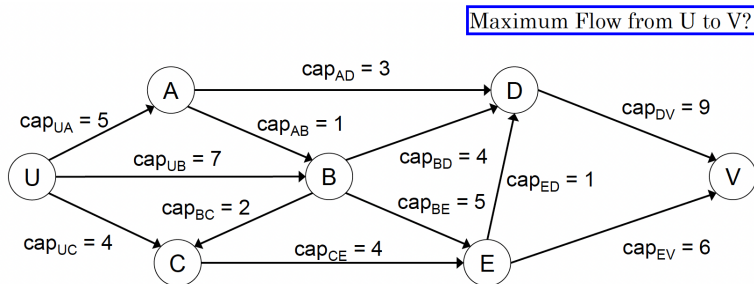 Maximum Flow from U to V?
cap_AD = 3
A
D
cap_UA = 5
cap_AB = 1
cap_DV = 9
cap_UB = 7
cap_BD = 4
U
B
cap_ED = 1
V
cap_BC = 2
cap_BE = 5
cap_UC = 4
cap_CE = 4
cap_EV = 6
C
E